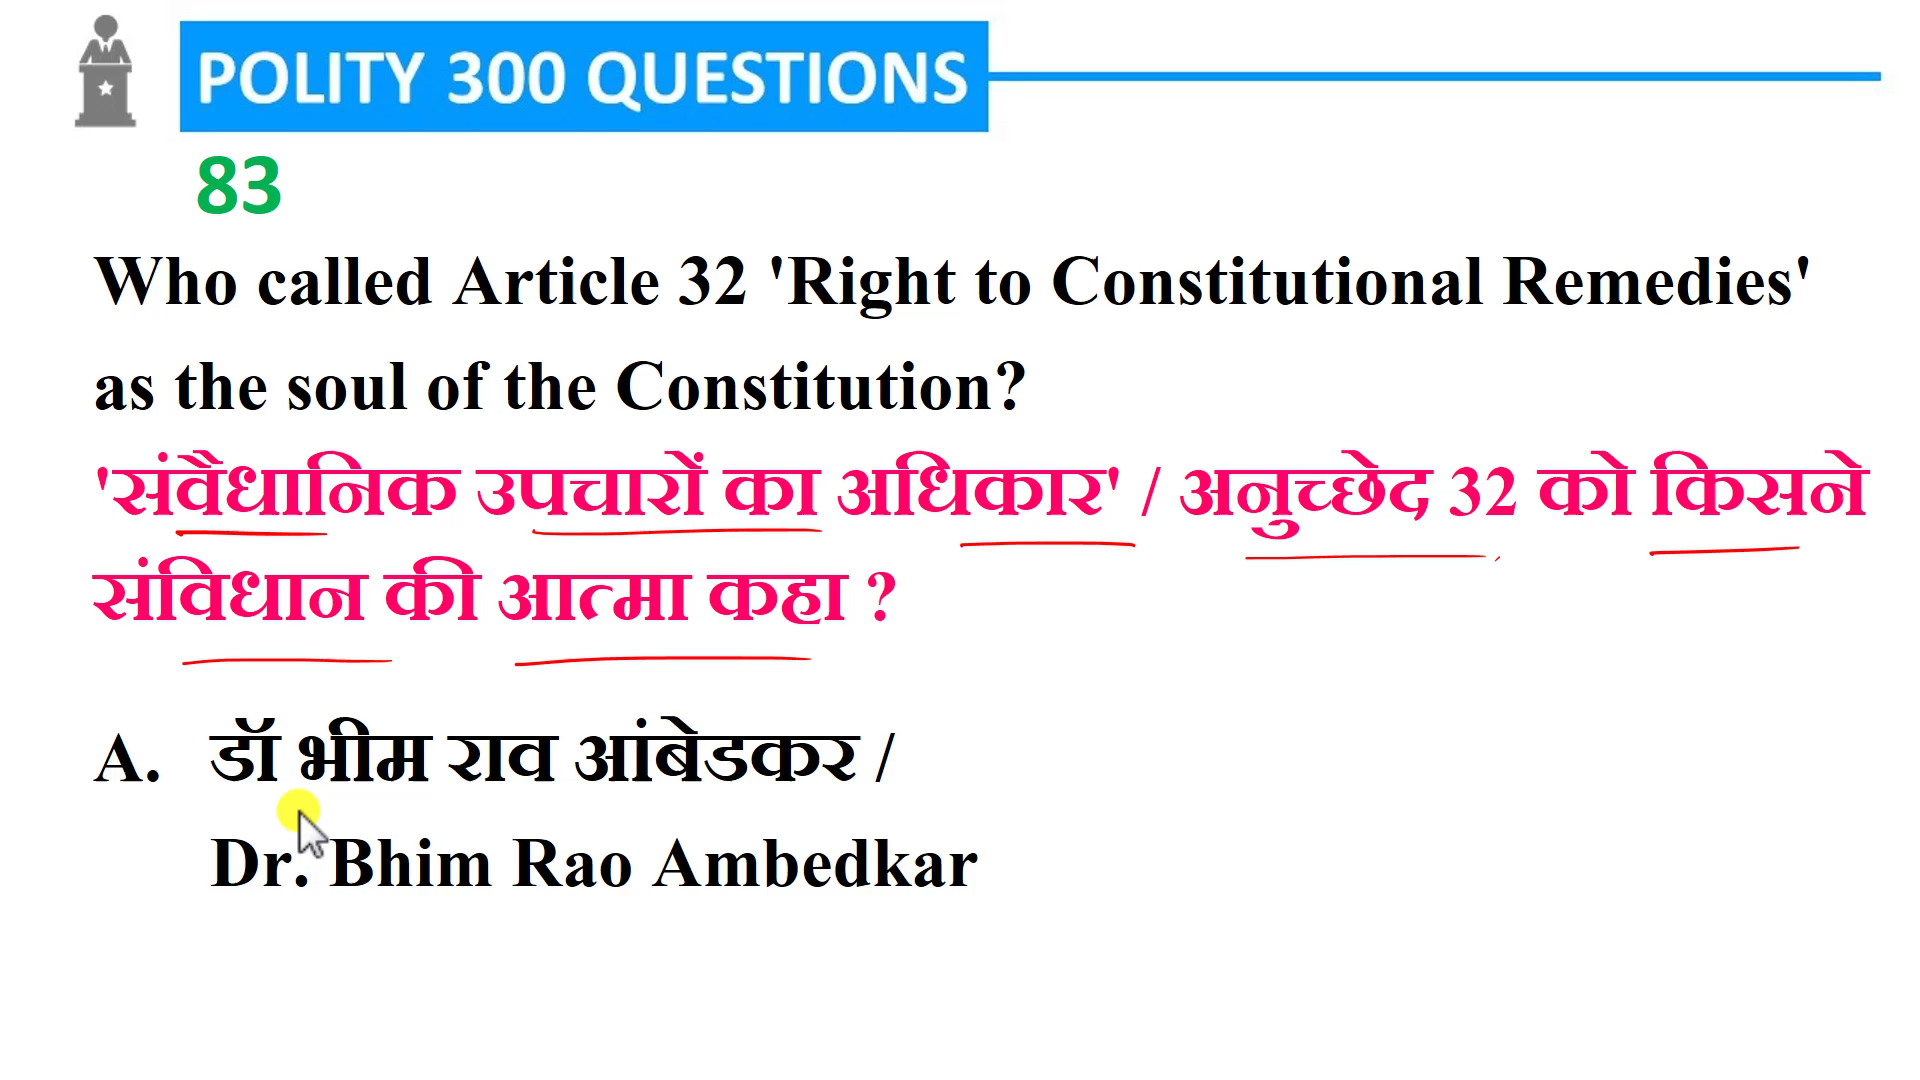 POLITY 300 QUESTIONS
83
Who called Article 32 'Right to Constitutional Remedies'
as the soul of the Constitution?
'संवैधानिक उपचारों का अधिकार' / अनुच्छेद 32 को किसने
संविधान की आत्मा कहा ?
A. डॉ भीम राव आंबेडकर /
Dr. Bhim Rao Ambedkar